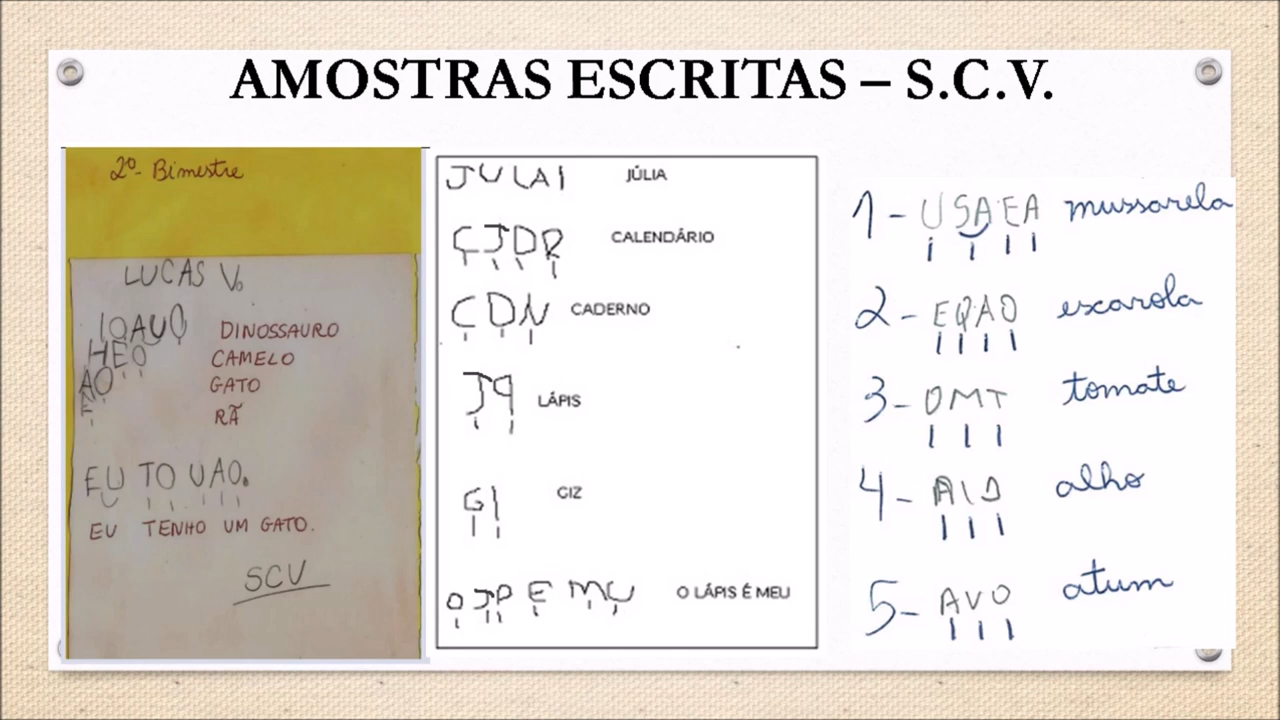 AMOSTRAS ESCRITAS – S.C.V.
2º Bimestre
LUCAS V.
IOAUO DINOSSAURO
HEO CAMELO
AO GATO
E RÃ
EU TO UAO.
EU TENHO UM GATO.
SCV
JULAI JÚLIA
CJDR CALENDÁRIO
CDN CADERNO
JQ LÁPIS
GI GIZ
O JP E MU O LÁPIS É MEU
1 - USAEA mussarela
2 - EQAO escarola
3 - OMT tomate
4 - AIO alho
5 - AVO atum